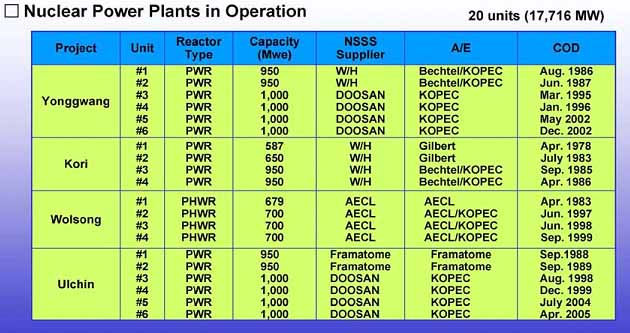 □ Nuclear Power Plants in Operation
20 units (17,716 MW)
Project Unit Reactor Type Capacity (Mwe) NSSS Supplier A/E COD
Yonggwang
#1 PWR 950 W/H Bechtel/KOPEC Aug. 1986
#2 PWR 950 W/H Bechtel/KOPEC Jun. 1987
#3 PWR 1,000 DOOSAN KOPEC Mar. 1995
#4 PWR 1,000 DOOSAN KOPEC Jan. 1996
#5 PWR 1,000 DOOSAN KOPEC May 2002
#6 PWR 1,000 DOOSAN KOPEC Dec. 2002
Kori
#1 PWR 587 W/H Gilbert Apr. 1978
#2 PWR 650 W/H Gilbert July 1983
#3 PWR 950 W/H Bechtel/KOPEC Sep. 1985
#4 PWR 950 W/H Bechtel/KOPEC Apr. 1986
Wolsong
#1 PHWR 679 AECL AECL Apr. 1983
#2 PHWR 700 AECL AECL/KOPEC Jun. 1997
#3 PHWR 700 AECL AECL/KOPEC Jun. 1998
#4 PHWR 700 AECL AECL/KOPEC Sep. 1999
Ulchin
#1 PWR 950 Framatome Framatome Sep.1988
#2 PWR 950 Framatome Framatome Sep. 1989
#3 PWR 1,000 DOOSAN KOPEC Aug. 1998
#4 PWR 1,000 DOOSAN KOPEC Dec. 1999
#5 PWR 1,000 DOOSAN KOPEC July 2004
#6 PWR 1,000 DOOSAN KOPEC Apr. 2005